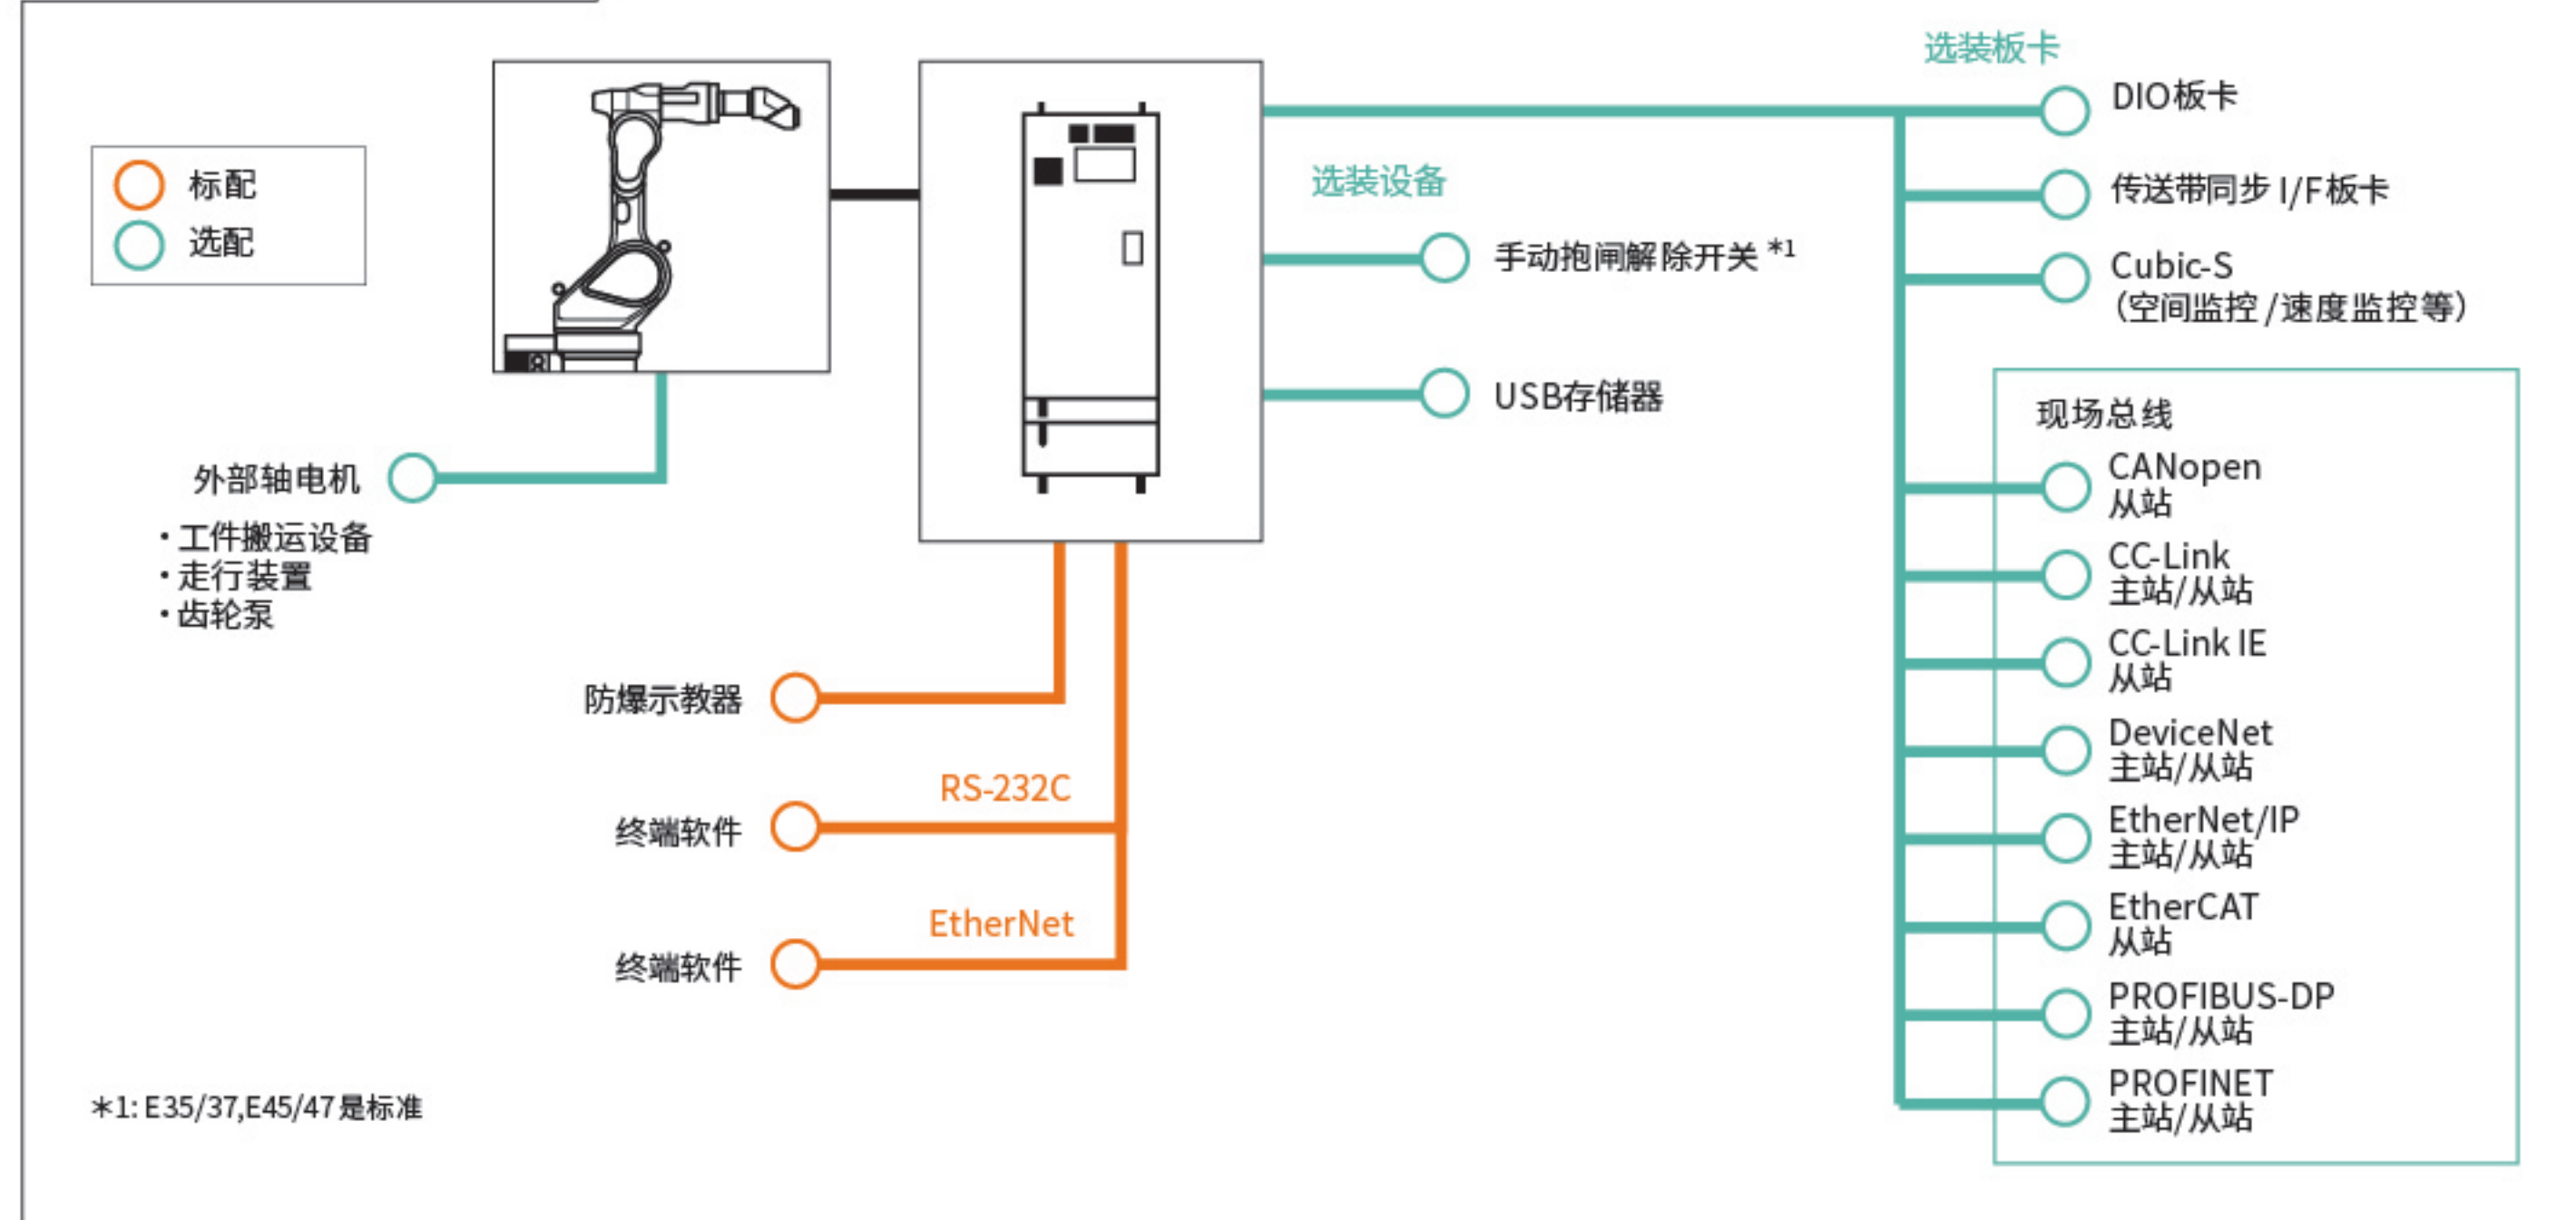 标配
选配
外部轴电机
・工件搬运设备
・走行装置
・齿轮泵
防爆示教器
RS-232C
终端软件
EtherNet
终端软件
选装设备
手动抱闸解除开关 *1
USB存储器
选装板卡
DIO板卡
传送带同步 I/F板卡
Cubic-S
（空间监控 /速度监控等）
现场总线
CANopen
从站
CC-Link
主站/从站
CC-Link IE
从站
DeviceNet
主站/从站
EtherNet/IP
主站/从站
EtherCAT
从站
PROFIBUS-DP
主站/从站
PROFINET
主站/从站
*1: E35/37,E45/47是标准